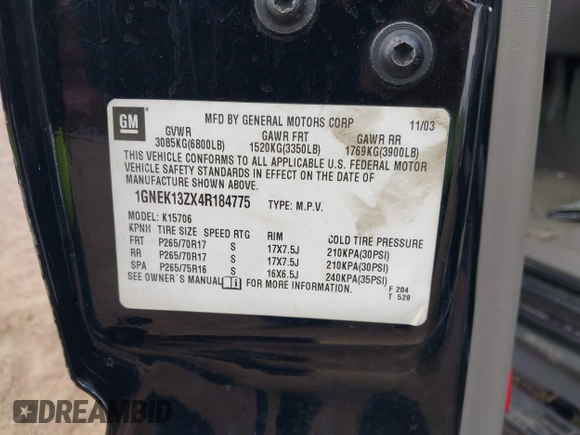 GM
MFD BY GENERAL MOTORS CORP 11/03
GVWR GAWR FRT GAWR RR
3085KG(6800LB) 1520KG(3350LB) 1769KG(3900LB)
THIS VEHICLE CONFORMS TO ALL APPLICABLE U.S. FEDERAL MOTOR
VEHICLE SAFETY STANDARDS IN EFFECT ON THE DATE OF
MANUFACTURE SHOWN ABOVE.
1GNEK13ZX4R184775 TYPE: M.P.V.
MODEL: K15706
KPNH TIRE SIZE SPEED RTG RIM COLD TIRE PRESSURE
FRT P265/70R17 S 17X7.5J 210KPA(30PSI)
RR P265/70R17 S 17X7.5J 210KPA(30PSI)
SPA P265/75R16 S 16X6.5J 240KPA(35PSI)
SEE OWNER'S MANUAL FOR MORE INFORMATION.
F 204
T 528
DREAMBID